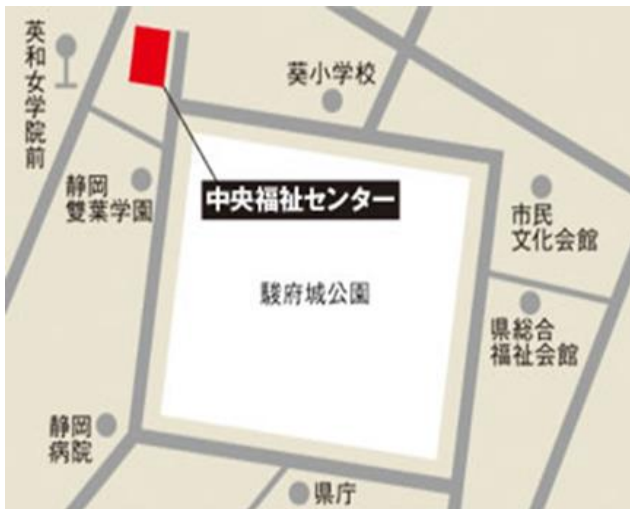 英和女学院前
葵小学校
静岡
雙葉学園
中央福祉センター
市民
文化会館
駿府城公園
県総合
福祉会館
静岡
病院
県庁